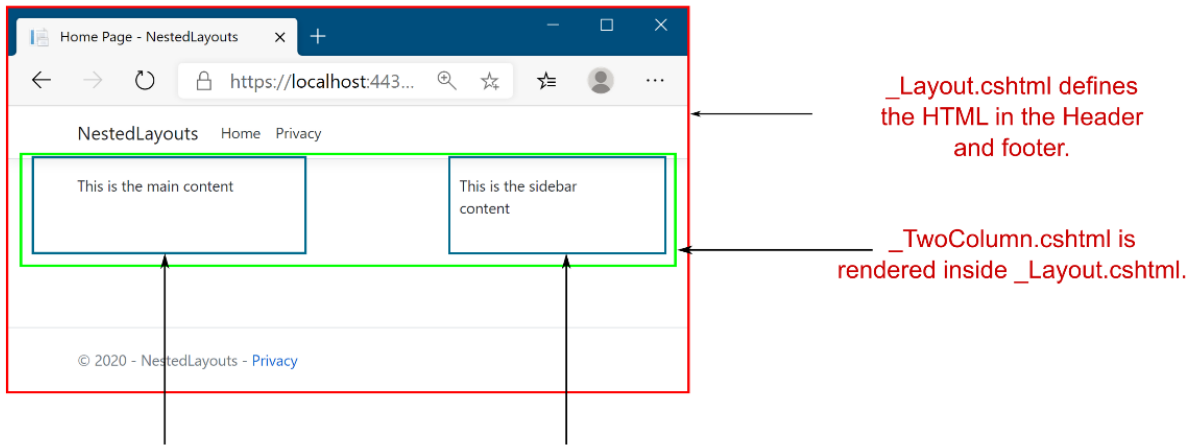 Home Page - NestedLayouts
https://localhost:443...
_Layout.cshtml defines
the HTML in the Header
and footer.
NestedLayouts Home Privacy
This is the main content
This is the sidebar
content
_TwoColumn.cshtml is
rendered inside _Layout.cshtml.
© 2020 - NestedLayouts - Privacy